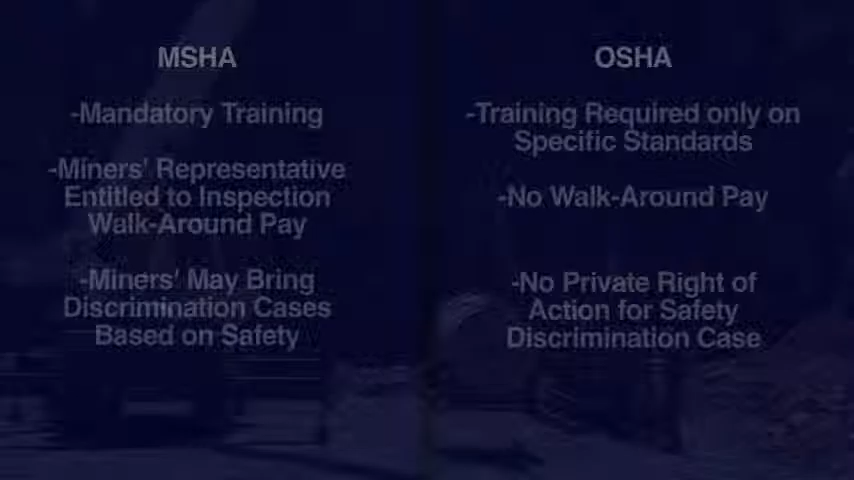 MSHA
-Mandatory Training
-Miners' Representative
Entitled to Inspection
Walk-Around Pay
-Miners' May Bring
Discrimination Cases
Based on Safety
OSHA
-Training Required only on
Specific Standards
-No Walk-Around Pay
-No Private Right of
Action for Safety
Discrimination Case